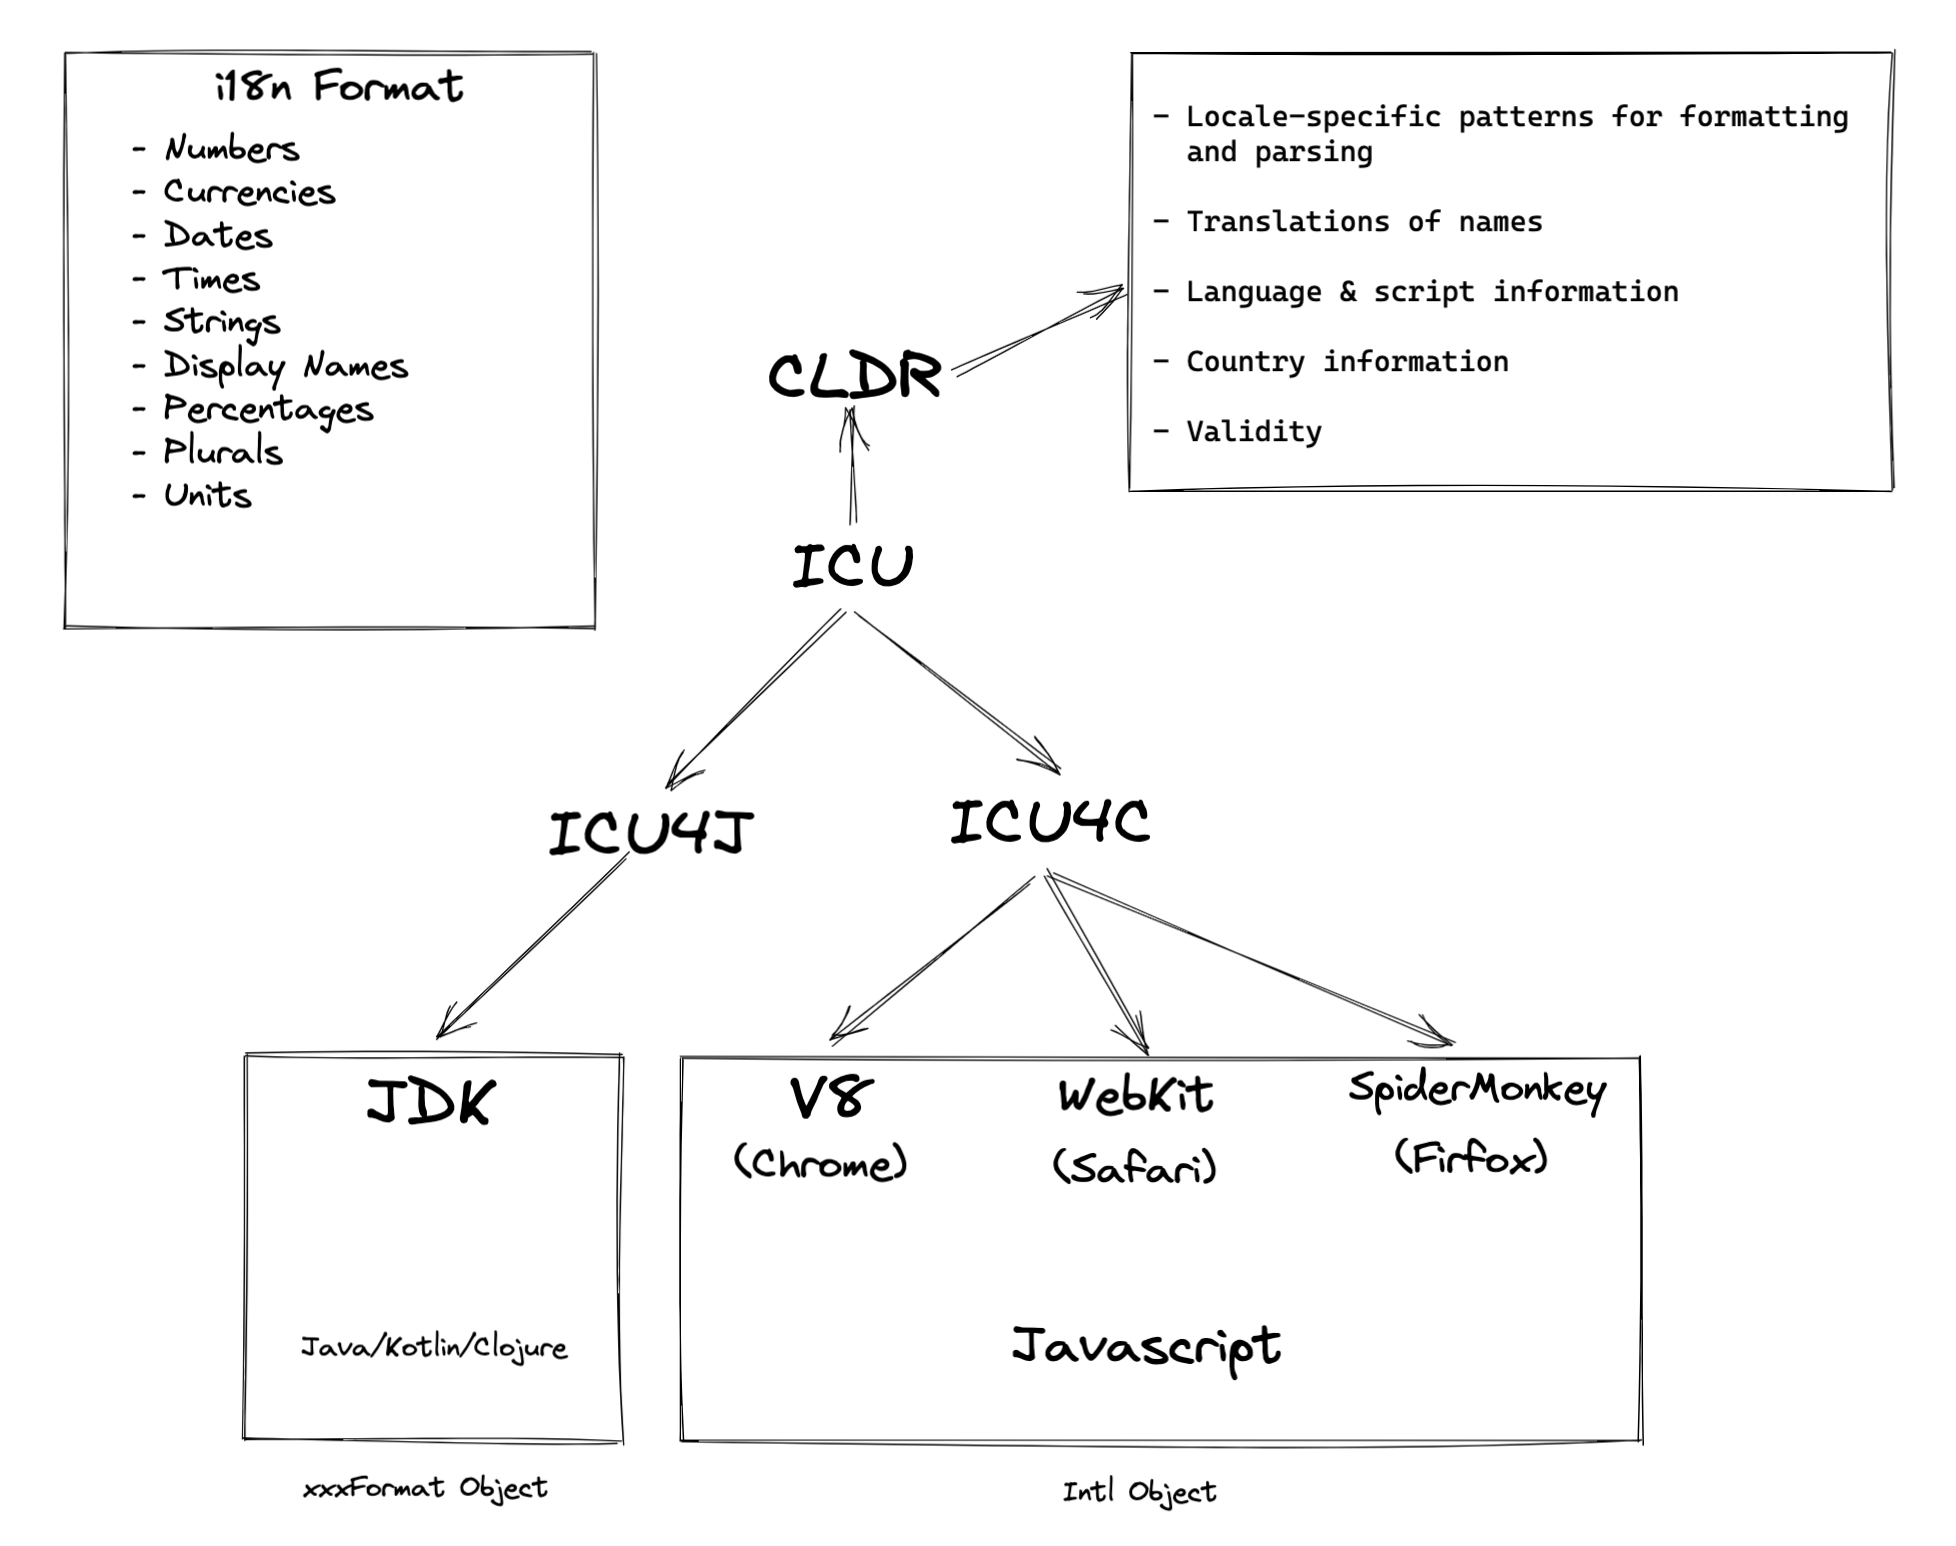 i18n Format
- Numbers
- Currencies
- Dates
- Times
- Strings
- Display Names
- Percentages
- Plurals
- Units
- Locale-specific patterns for formatting
and parsing
- Translations of names
- Language & script information
- Country information
- Validity
CLDR
ICU
ICU4J
ICU4C
JDK
Java/Kotlin/Clojure
xxxFormat Object
V8
(Chrome)
WebKit
(Safari)
SpiderMonkey
(Firfox)
Javascript
Intl Object